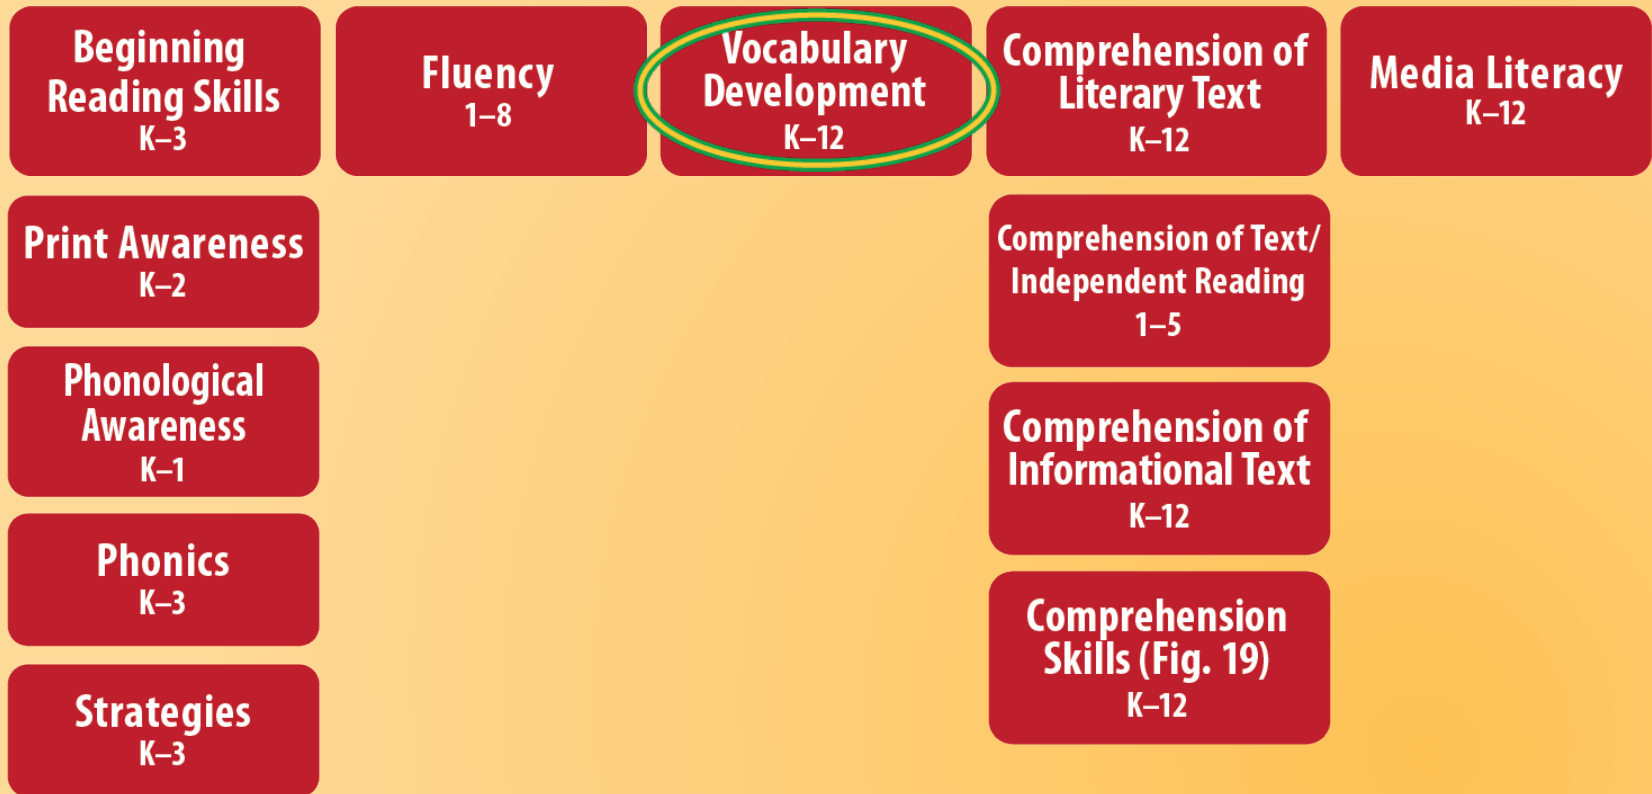 Beginning
Reading Skills
K–3
Fluency
1–8
Vocabulary
Development
K–12
Comprehension of
Literary Text
K–12
Media Literacy
K–12
Print Awareness
K–2
Phonological
Awareness
K–1
Phonics
K–3
Strategies
K–3
Comprehension of Text/
Independent Reading
1–5
Comprehension of
Informational Text
K–12
Comprehension
Skills (Fig. 19)
K–12